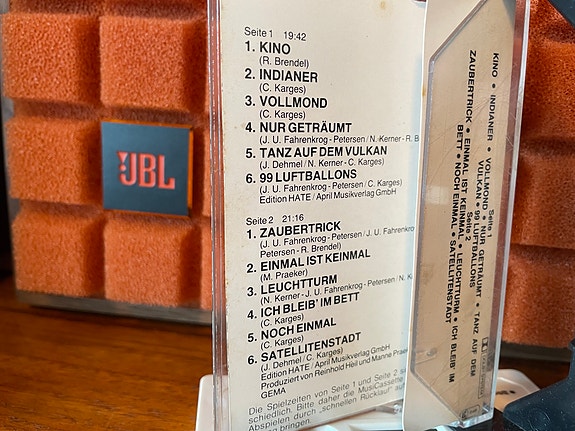 JBL
Seite 1 19:42
1. KINO
(R. Brendel)
2. INDIANER
(C. Karges)
3. VOLLMOND
(C. Karges)
4. NUR GETRÄUMT
(J. U. Fahrenkrog-Petersen/N. Kerner-R. B
5. TANZ AUF DEM VULKAN
(J. Dehmel/N. Kerner-C. Karges)
6. 99 LUFTBALLONS
(J. U. Fahrenkrog-Petersen/C. Karges)
Edition HATE/April Musikverlag GmbH
Seite 2 21:16
1. ZAUBERTRICK
(J. U. Fahrenkrog-Petersen/J. U. Fahrenkrog
Petersen-R. Brendel)
2. EINMAL IST KEINMAL
(M. Praeker)
3. LEUCHTTURM
(N. Kerner-J. U. Fahrenkrog-Petersen/N. K
4. ICH BLEIB' IM BETT
(C. Karges)
5. NOCH EINMAL
(C. Karges)
6. SATELLITENSTADT
(J. Dehmel/C. Karges)
Edition HATE/April Musikverlag GmbH
Produziert von Reinhold Heil und Manne Praek
GEMA
Die Spielzeiten von Seite 1 und Seite 2 s
schiedlich. Bitte daher die MusiCassette
Abspielen durch „schnellen Rücklauf" au
bringen.
Seite 1
KINO • INDIANER • VOLLMOND • NUR GETRÄUMT • TANZ AUF DEM
VULKAN • 99 LUFTBALLONS
Seite 2
ZAUBERTRICK • EINMAL IST KEINMAL • LEUCHTTURM • ICH BLEIB' IM
BETT • NOCH EINMAL • SATELLITENSTADT